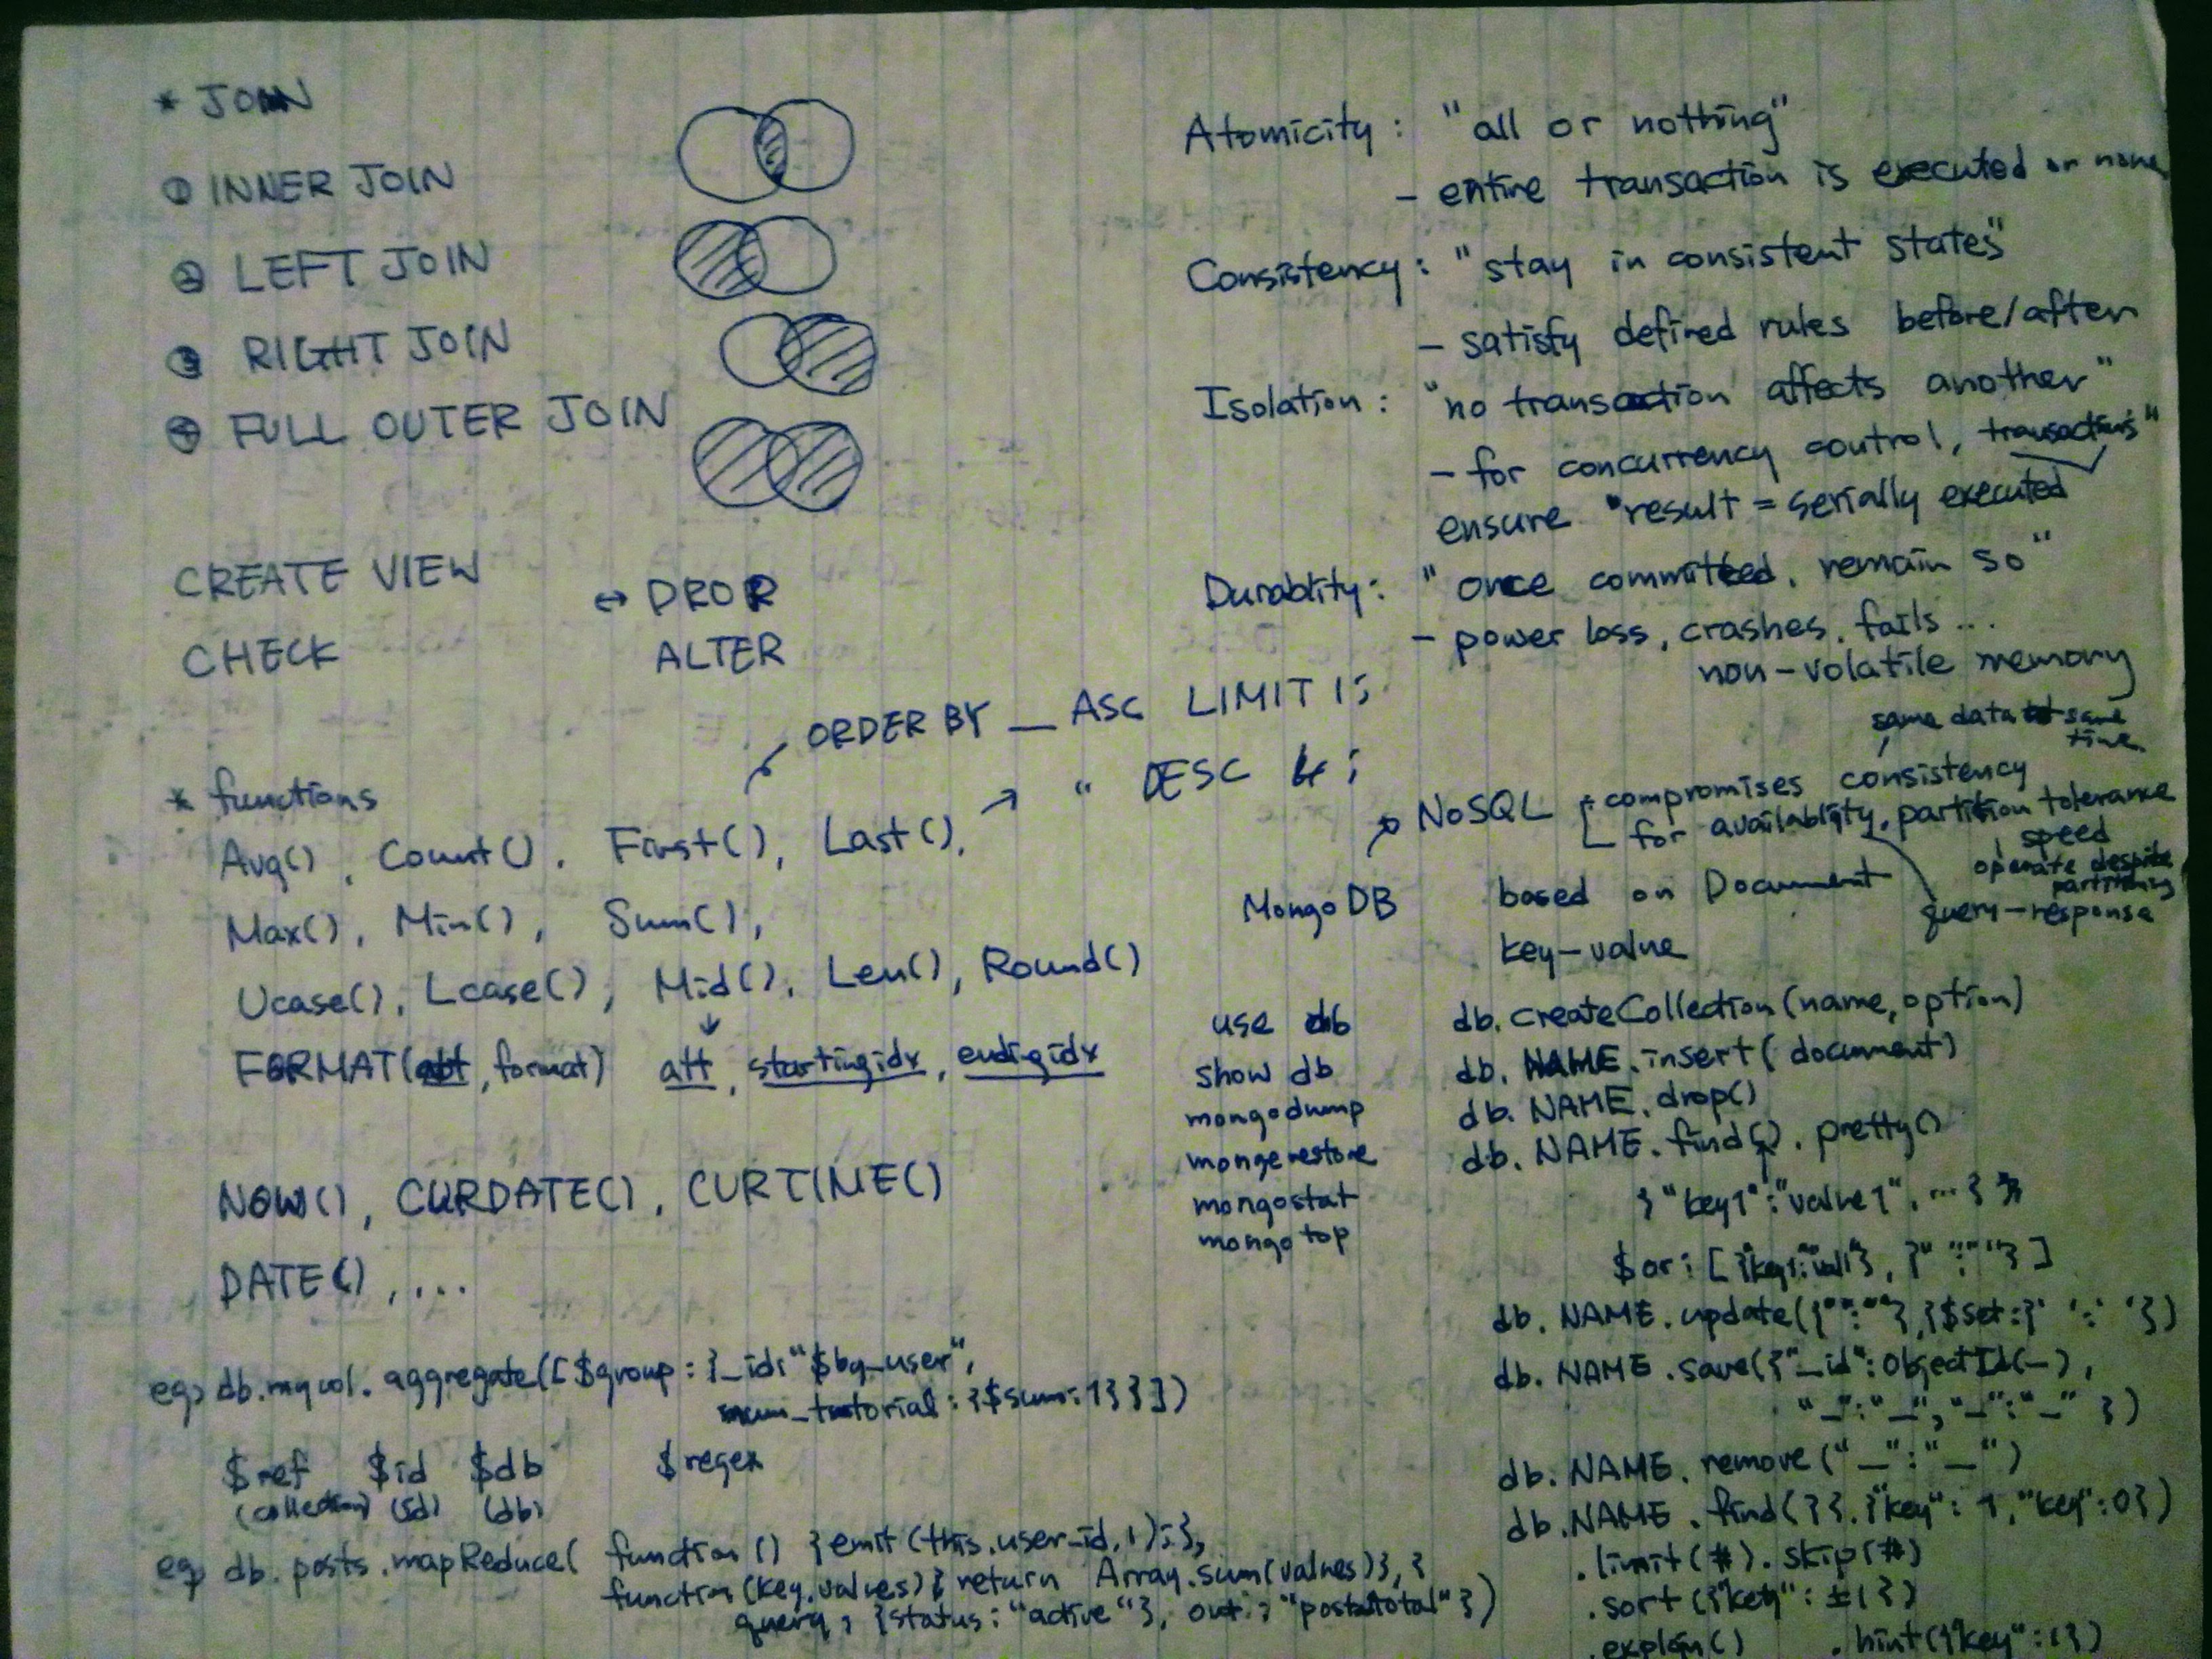 * JOIN
① INNER JOIN
② LEFT JOIN
③ RIGHT JOIN
④ FULL OUTER JOIN
CREATE VIEW ↔ DROP
CHECK ALTER
ORDER BY _ ASC LIMIT 1;
→ " DESC ;
* functions
Avg(), Count(), First(), Last(),
Max(), Min(), Sum(),
Ucase(), Lcase(), Mid(), Len(), Round()
FORMAT(att, format) att, startingidx, endingidx
NOW(), CURDATE(), CURTIME()
DATE(), ...
eg) db.mycol.aggregate([$group: {_id: "$by_user",
num_tutorial: {$sum: 1}}])
$ref $id $db $regex
(collection) (id) (db)
eg) db.posts.mapReduce( function() {emit(this.user_id, 1);},
function(key, values) {return Array.sum(values)}, {
query: {status: "active"}, out: "posttotal"})
Atomicity: "all or nothing"
- entire transaction is executed or none
Consistency: "stay in consistent states"
- satisfy defined rules before/after
Isolation: "no transaction affects another"
- for concurrency control, transactions"
ensure "result = serially executed
Durablity: "once committed, remain so"
- power loss, crashes, fails ...
non-volatile memory
same data same
time
NoSQL - compromises consistency
for availablity, partition tolerance
speed
operate despite
partitioning
query-response
MongoDB based on Document
key-value
use db
show db
mongodump
mongorestore
mongostat
mongotop
db.createCollection(name, option)
db.NAME.insert(document)
db.NAME.drop()
db.NAME.find().pretty()
{"key1":"value1", ...}
$or: [{"key1":"val1"}, {" ":" "}]
db.NAME.update({" ":" "}, {$set:{' ':' '})
db.NAME.save({"_id":ObjectId(_),
"_":"_", "_":"_"})
db.NAME.remove("_":"_")
db.NAME.find({}, {"key": 1, "key":0})
.limit(#).skip(#)
.sort({"key": ±1})
.explain() .hint({"key":1})